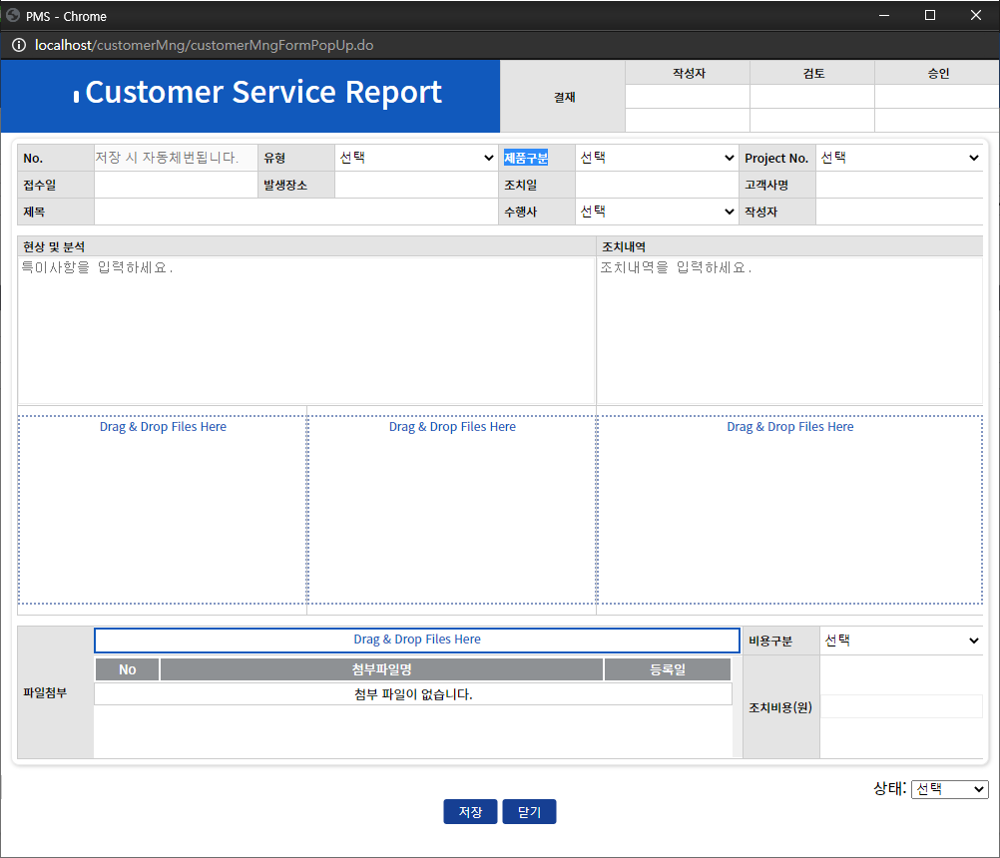 PMS - Chrome
localhost/customerMng/customerMngFormPopUp.do
Customer Service Report
결재
작성자 검토 승인
No. 저장 시 자동체번됩니다. 유형 선택 제품구분 선택 Project No. 선택
접수일 발생장소 조치일 고객사명
제목 수행사 선택 작성자
현상 및 분석 조치내역
특이사항을 입력하세요. 조치내역을 입력하세요.
Drag & Drop Files Here Drag & Drop Files Here Drag & Drop Files Here
파일첨부
Drag & Drop Files Here 비용구분 선택
No 첨부파일명 등록일
첨부 파일이 없습니다.
조치비용(원)
상태: 선택
저장 닫기